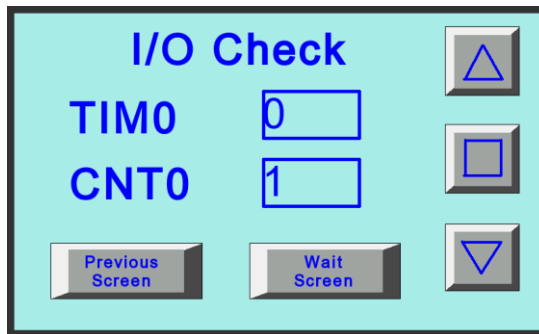 I/O Check
TIM0 0
CNT0 1
Previous
Screen
Wait
Screen